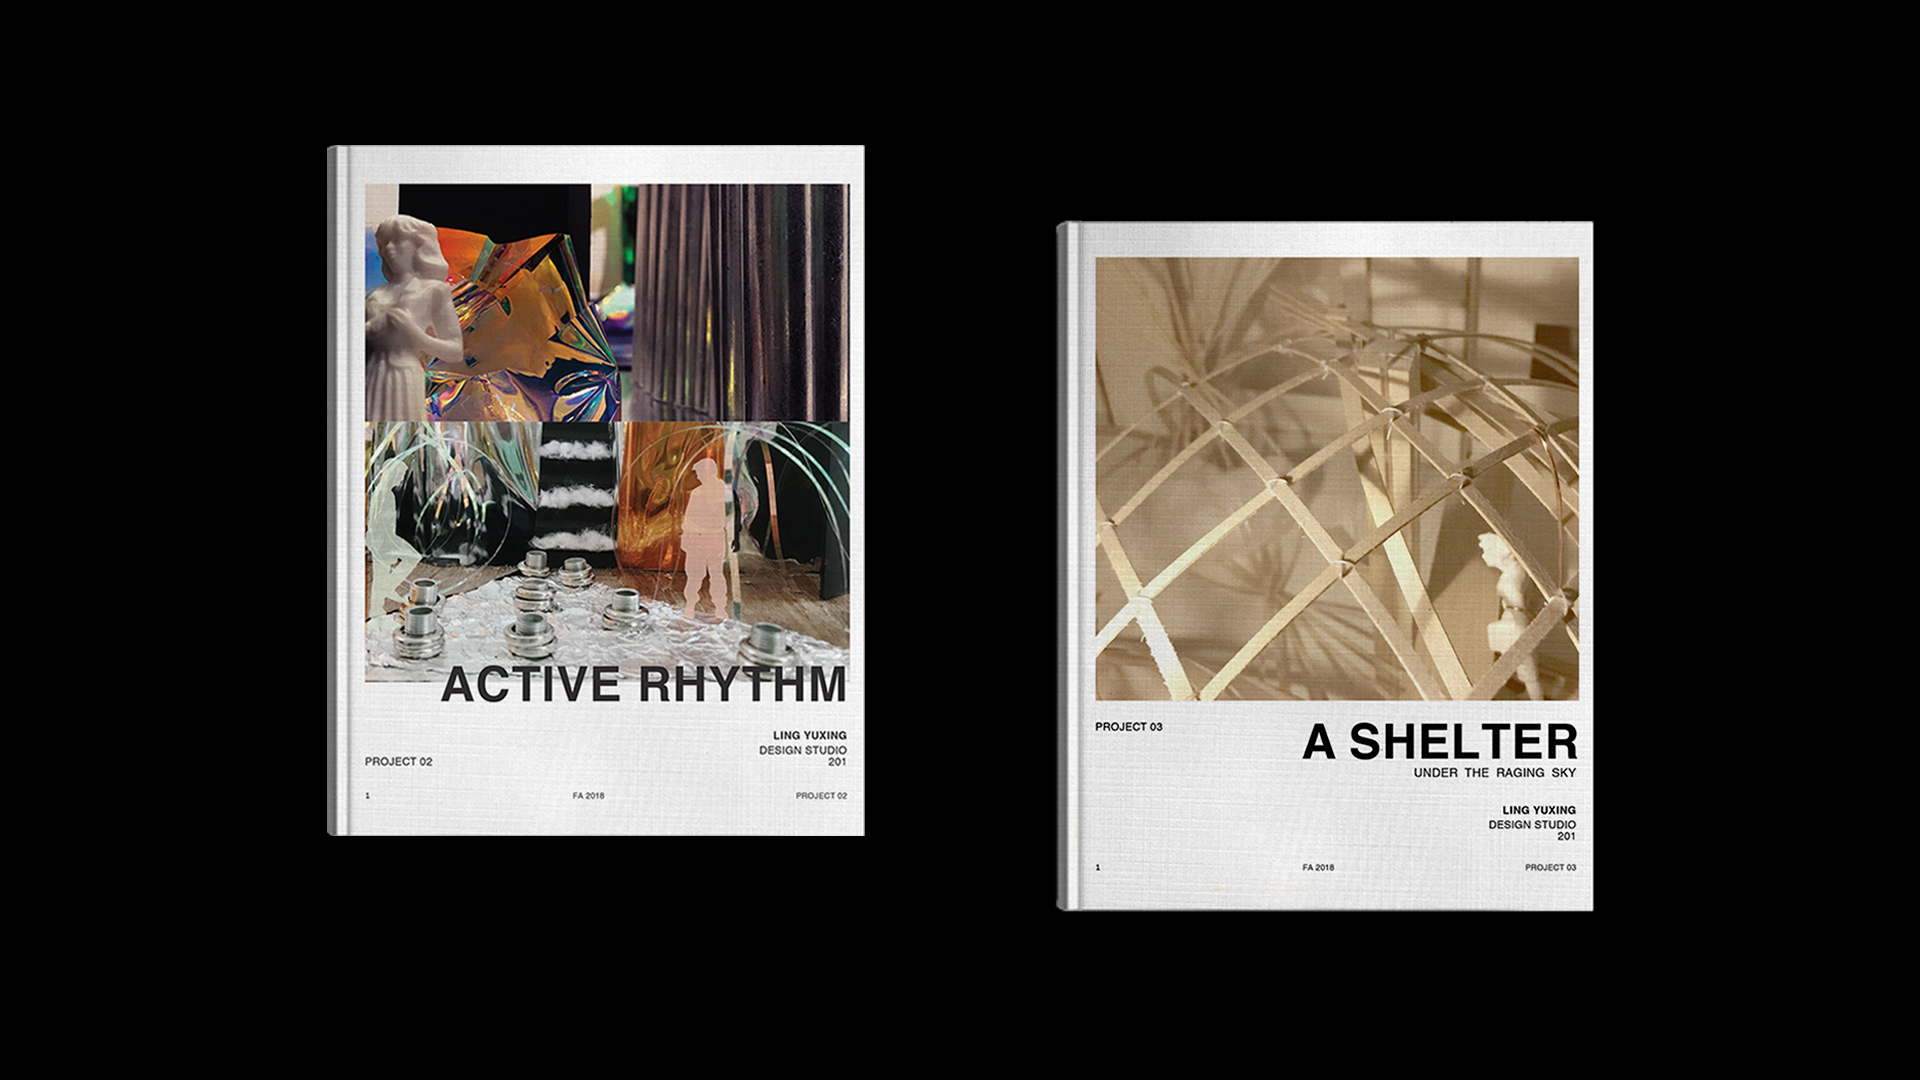 ACTIVE RHYTHM
LING YUXING
DESIGN STUDIO
201
PROJECT 02
1
FA 2018
PROJECT 02
PROJECT 03
A SHELTER
UNDER THE RAGING SKY
LING YUXING
DESIGN STUDIO
201
1
FA 2018
PROJECT 03